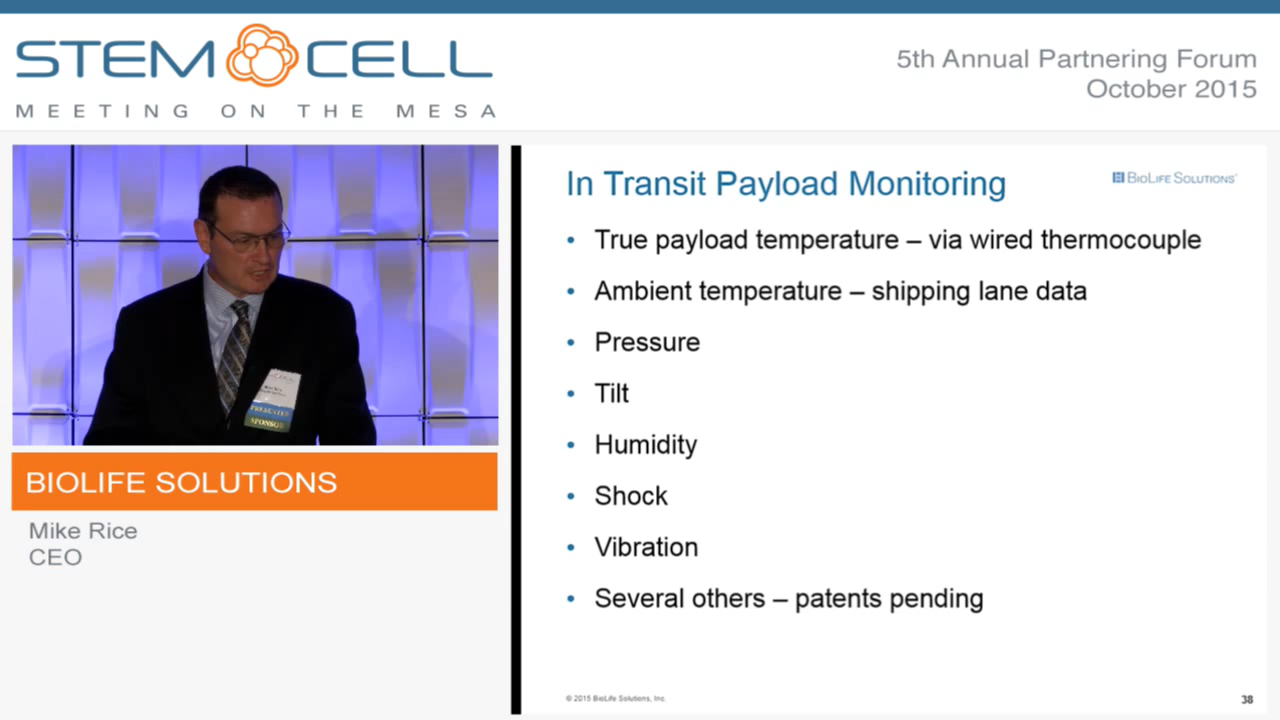 STEM CELL
MEETING ON THE MESA
5th Annual Partnering Forum
October 2015
PRESENTER
SPONSOR
BIOLIFE SOLUTIONS
Mike Rice
CEO
In Transit Payload Monitoring
BIOLIFE SOLUTIONS
• True payload temperature – via wired thermocouple
• Ambient temperature – shipping lane data
• Pressure
• Tilt
• Humidity
• Shock
• Vibration
• Several others – patents pending
© 2015 BioLife Solutions, Inc.
38